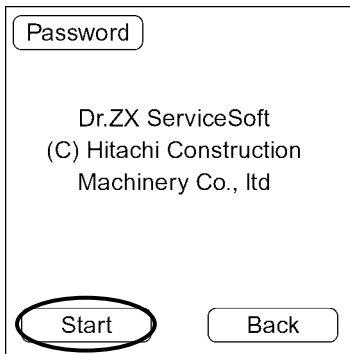 Password
Dr.ZX ServiceSoft
(C) Hitachi Construction
Machinery Co., ltd
Start
Back